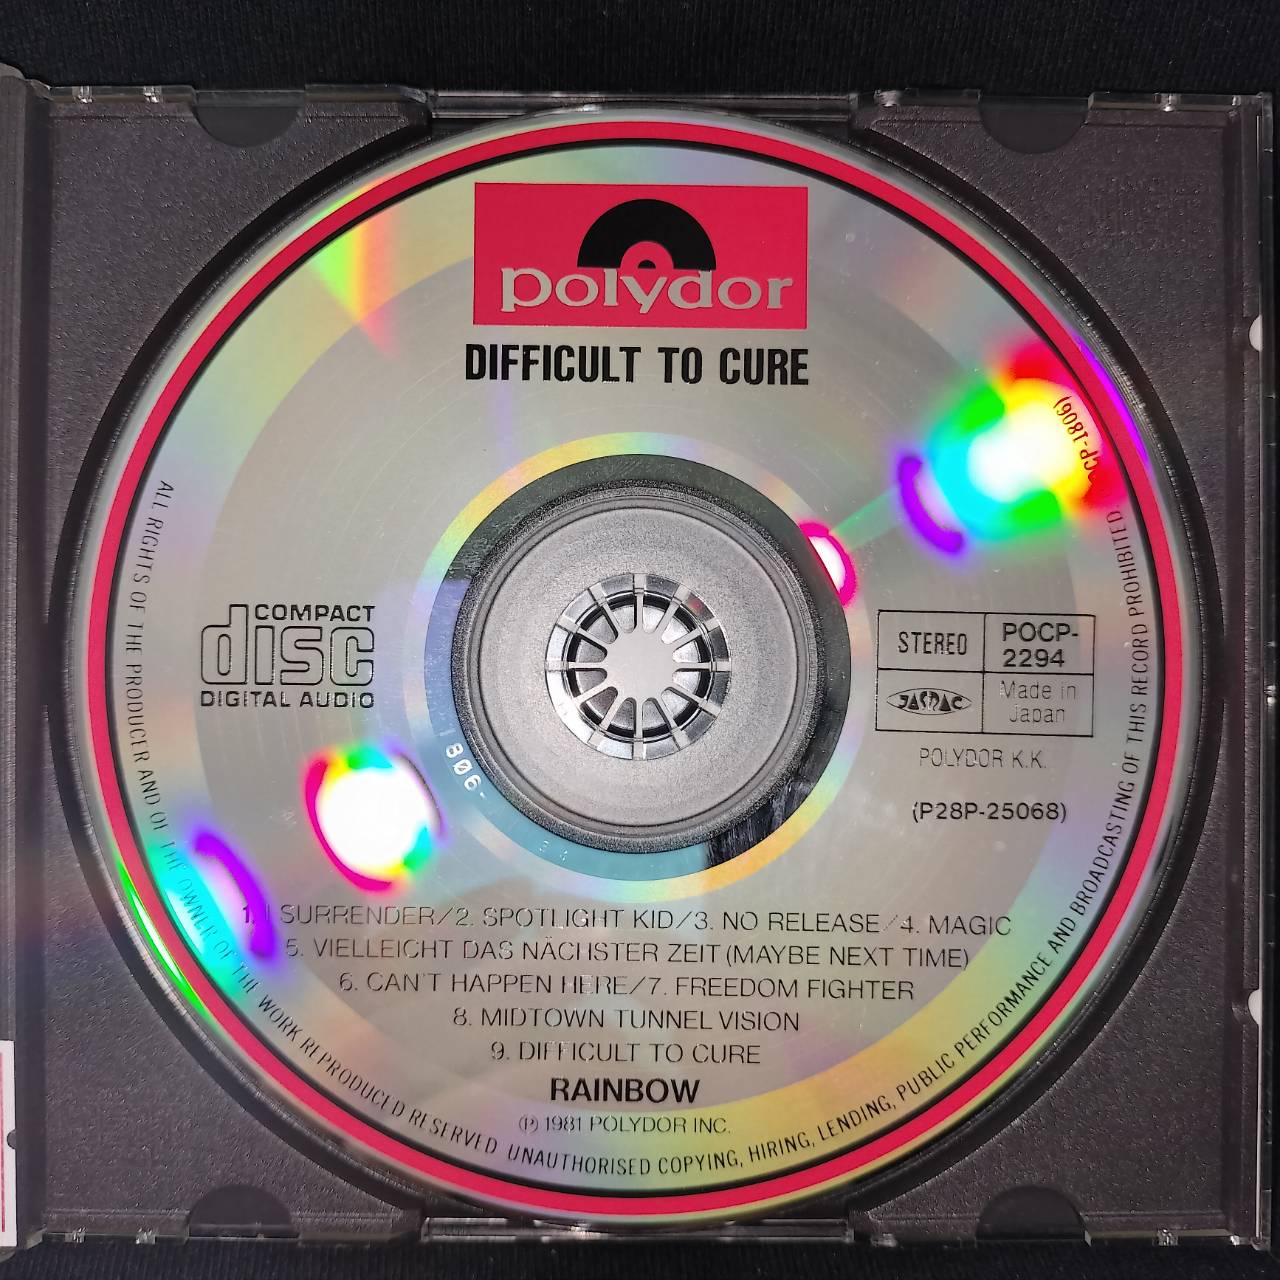 polydor
DIFFICULT TO CURE
CP-1806)
COMPACT
disc
DIGITAL AUDIO
STEREO
POCP-
2294
JASRAC
Made in
Japan
POLYDOR K.K.
(P28P-25068)
806-
1. I SURRENDER/2. SPOTLIGHT KID/3. NO RELEASE/4. MAGIC
5. VIELLEICHT DAS NÄCHSTER ZEIT (MAYBE NEXT TIME)
6. CAN'T HAPPEN HERE/7. FREEDOM FIGHTER
8. MIDTOWN TUNNEL VISION
9. DIFFICULT TO CURE
RAINBOW
Ⓟ 1981 POLYDOR INC.
ALL RIGHTS OF THE PRODUCER AND OF THE OWNER OF THE WORK REPRODUCED RESERVED UNAUTHORISED COPYING, HIRING, LENDING, PUBLIC PERFORMANCE AND BROADCASTING OF THIS RECORD PROHIBITED.